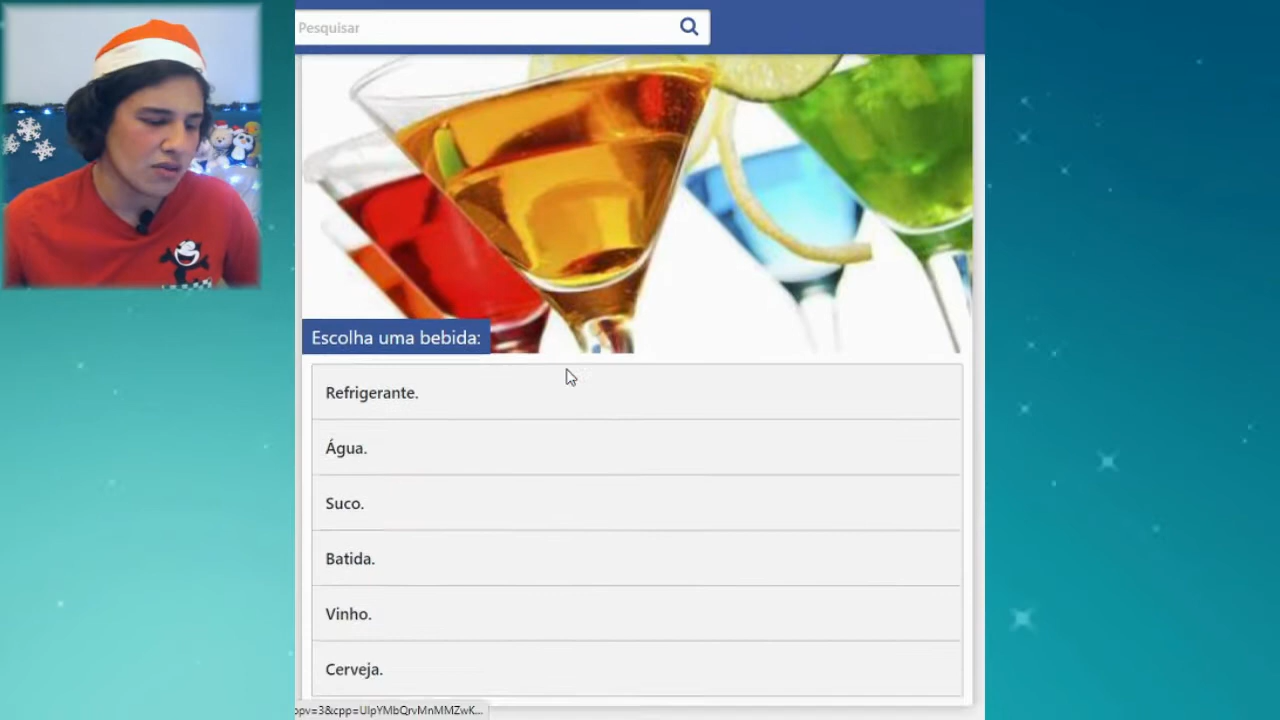 Pesquisar
Escolha uma bebida:
Refrigerante.
Água.
Suco.
Batida.
Vinho.
Cerveja.